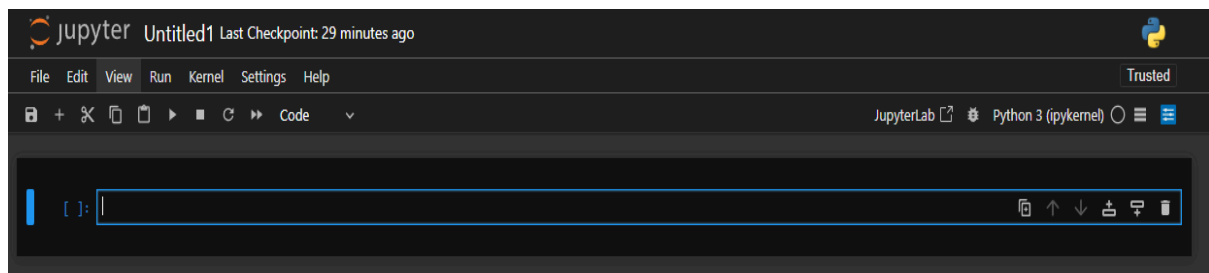 jupyter Untitled1 Last Checkpoint: 29 minutes ago
File Edit View Run Kernel Settings Help Trusted
Code JupyterLab Python 3 (ipykernel)
[ ]: